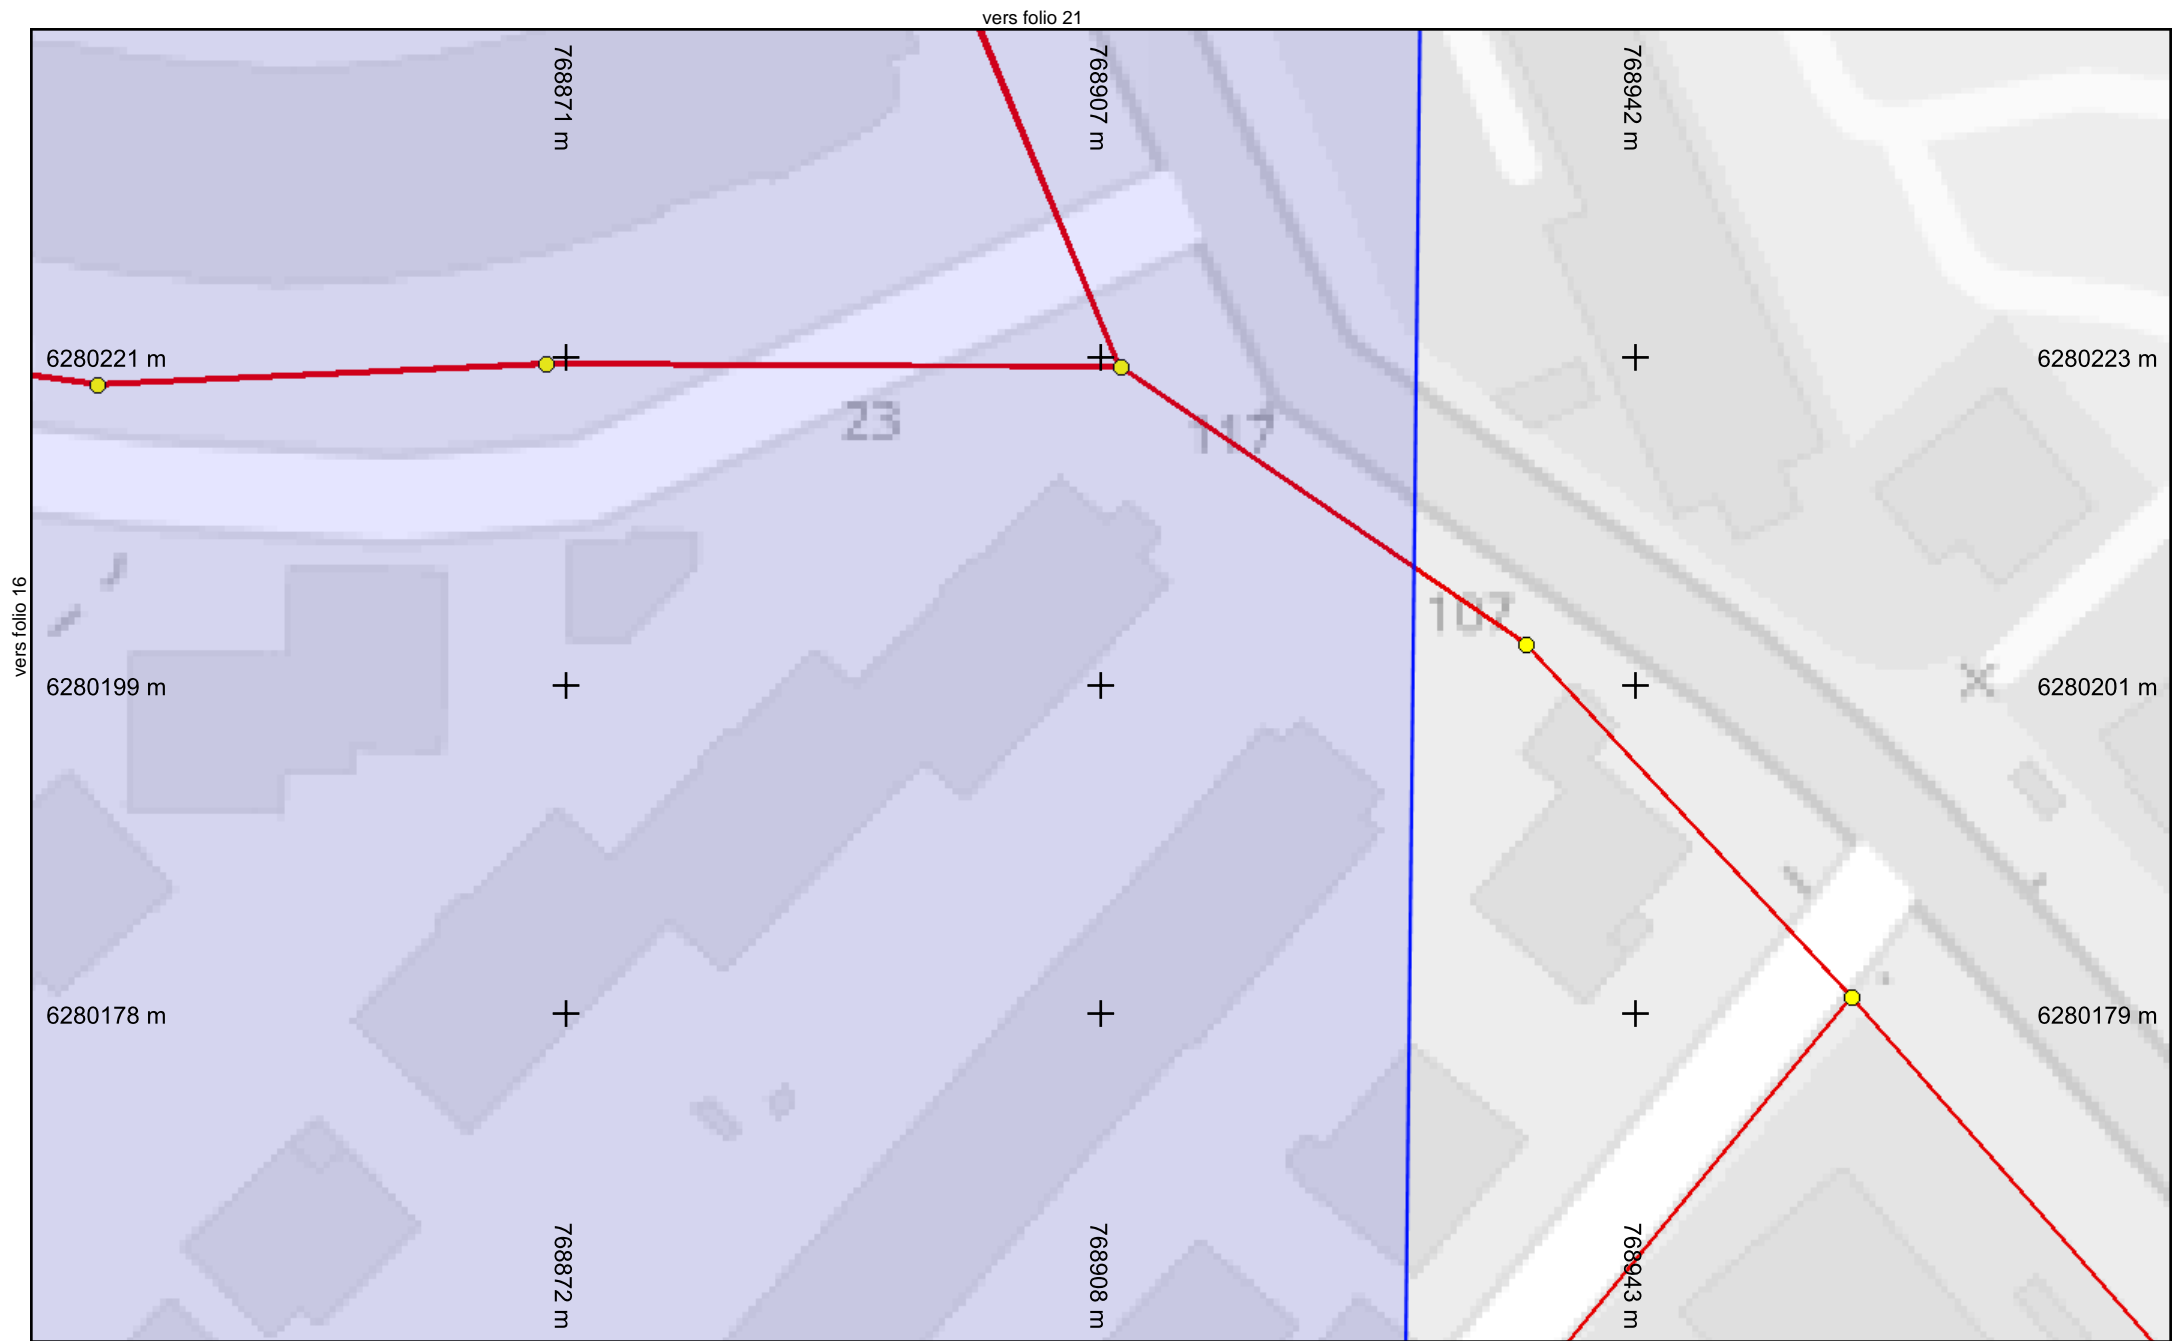 vers folio 21
768871 m
768907 m
768942 m
6280221 m
6280223 m
23
117
vers folio 16
107
6280199 m
6280201 m
6280178 m
6280179 m
768872 m
768908 m
768943 m